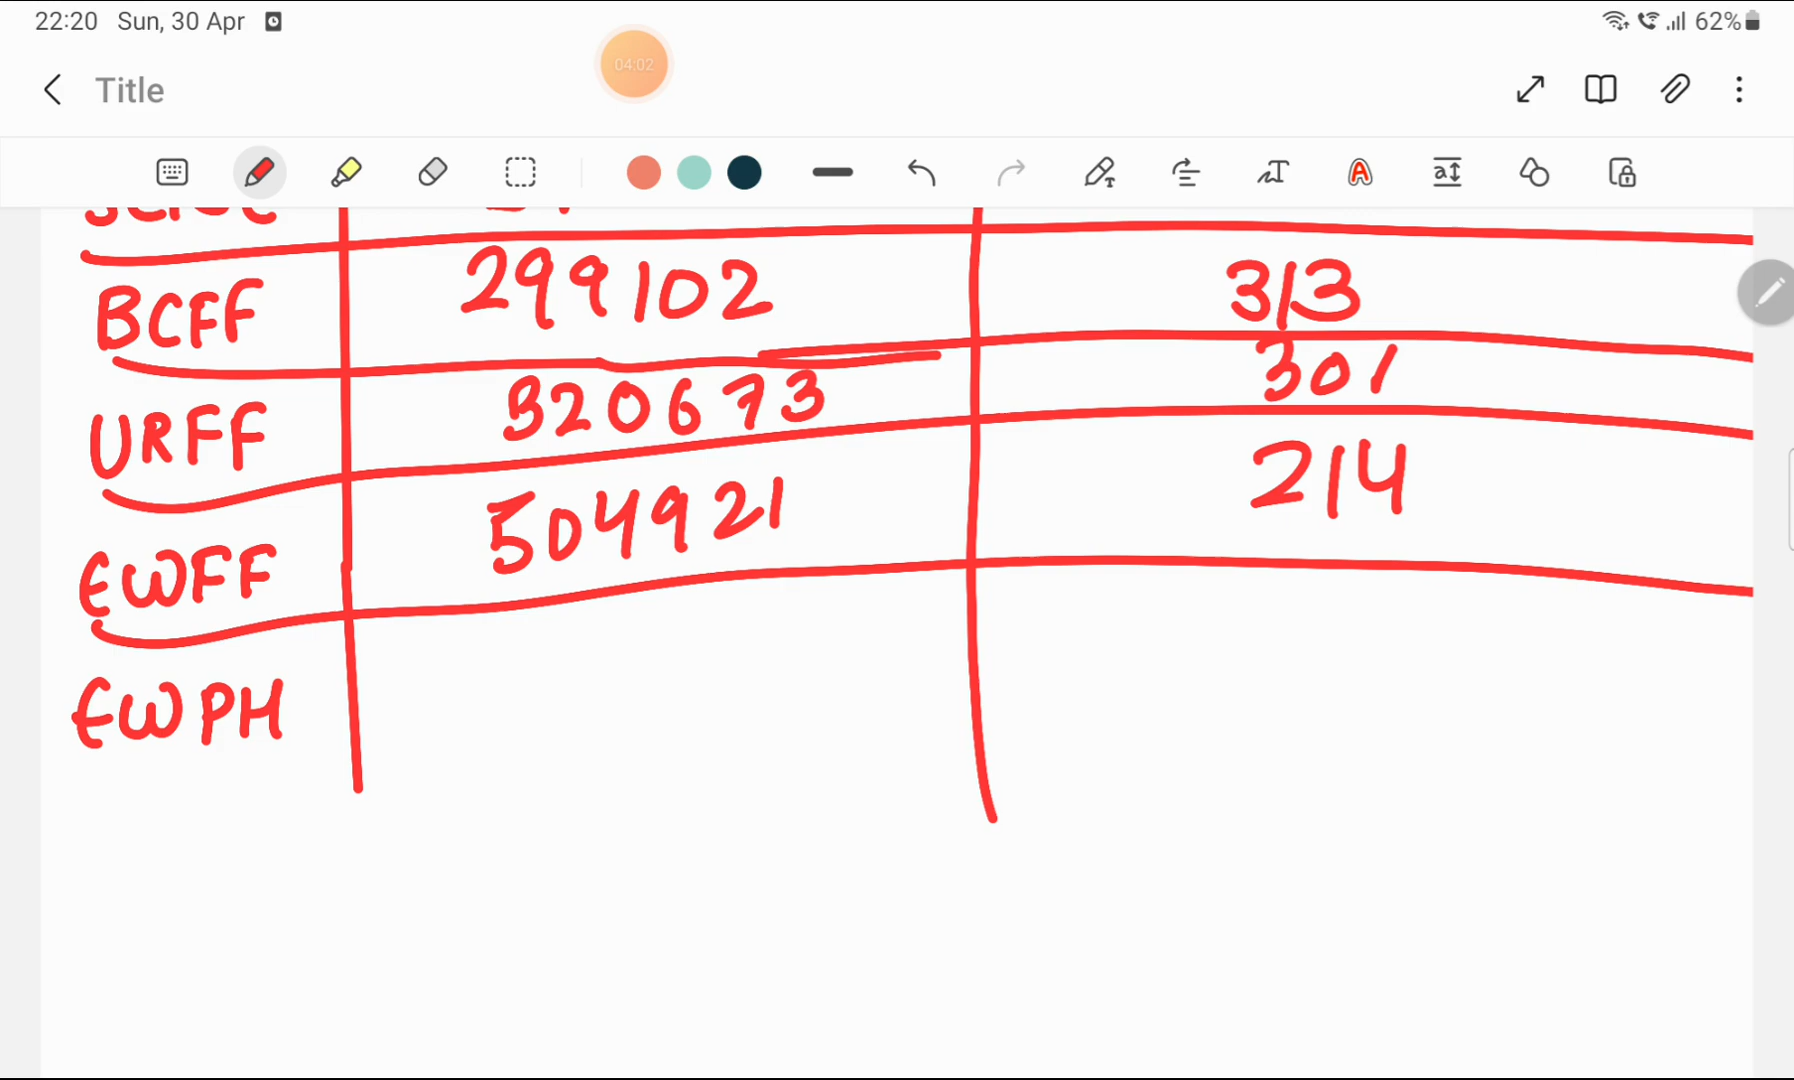 22:20 Sun, 30 Apr 62%
04:02
Title
BCFF 299102 313
URFF 320673 301
EWFF 504921 214
EWPH